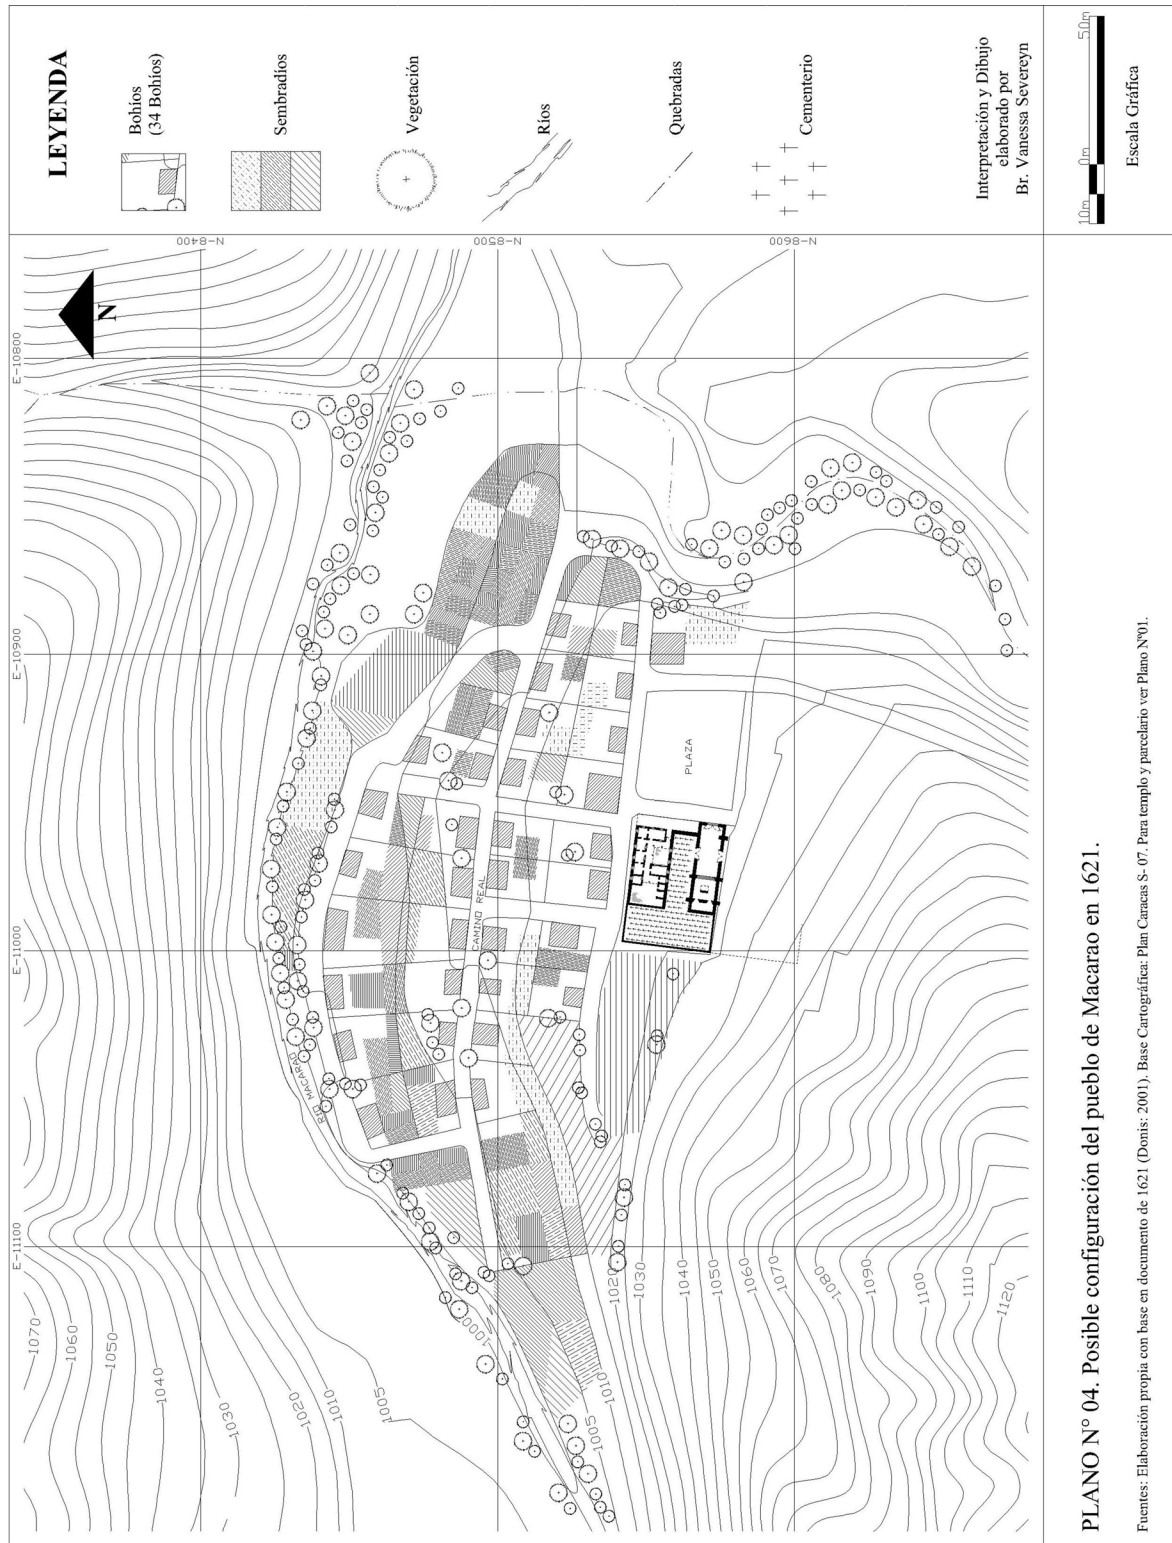 LEYENDA
Bohíos
(34 Bohíos)
Sembradíos
Vegetación
Ríos
Quebradas
Cementerio
Interpretación y Dibujo
elaborado por
Br. Vanessa Severeyn
10m
0m
50m
Escala Gráfica
N
N-8400
N-8500
N-8600
E-10800
E-10900
E-11000
E-11100
RIO MACARAO
CAMINO REAL
PLAZA
1070
1060
1050
1040
1030
1020
1010
1005
1000
1005
1010
1020
1030
1040
1050
1060
1070
1080
1090
1100
1110
1120
PLANO N° 04. Posible configuración del pueblo de Macarao en 1621.
Fuentes: Elaboración propia con base en documento de 1621 (Donis: 2001). Base Cartográfica: Plan Caracas S- 07. Para templo y parcelario ver Plano N°01.